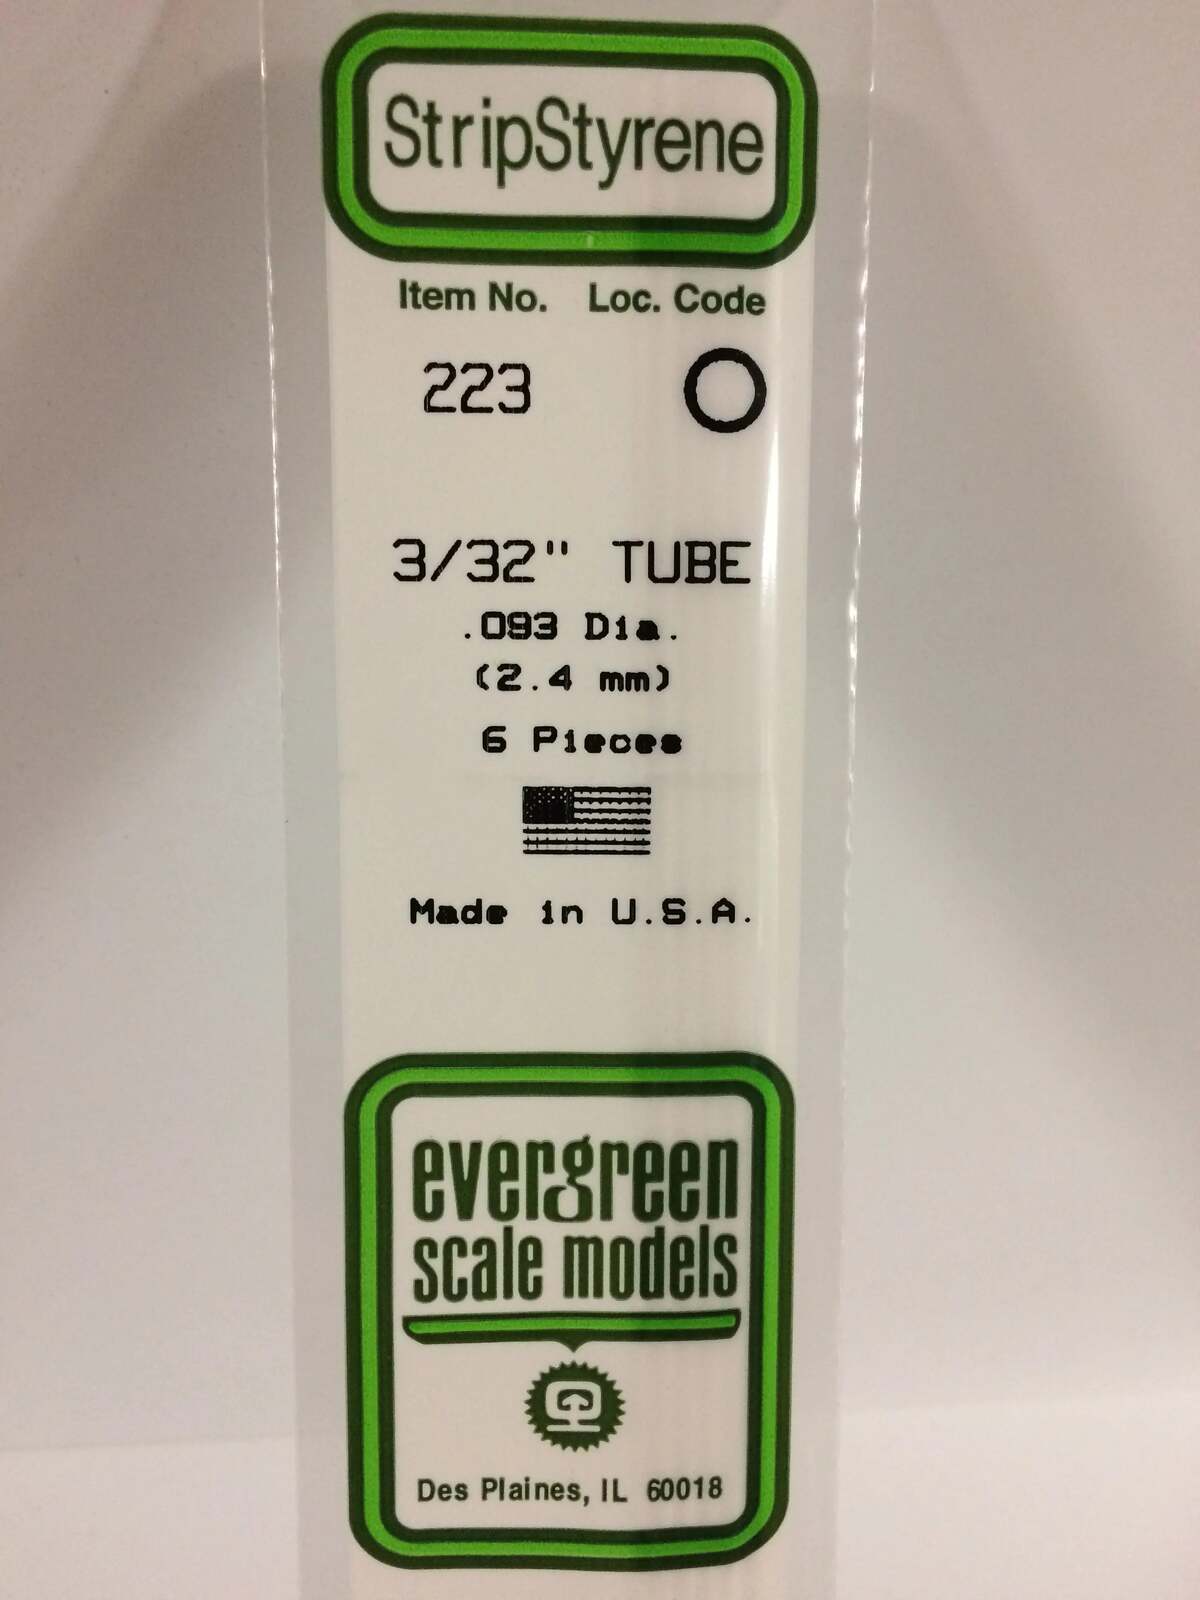 StripStyrene
Item No. Loc. Code
223 O
3/32" TUBE
.093 Dia.
(2.4 mm)
6 Pieces
Made in U.S.A.
evergreen
scale models
Des Plaines, IL 60018